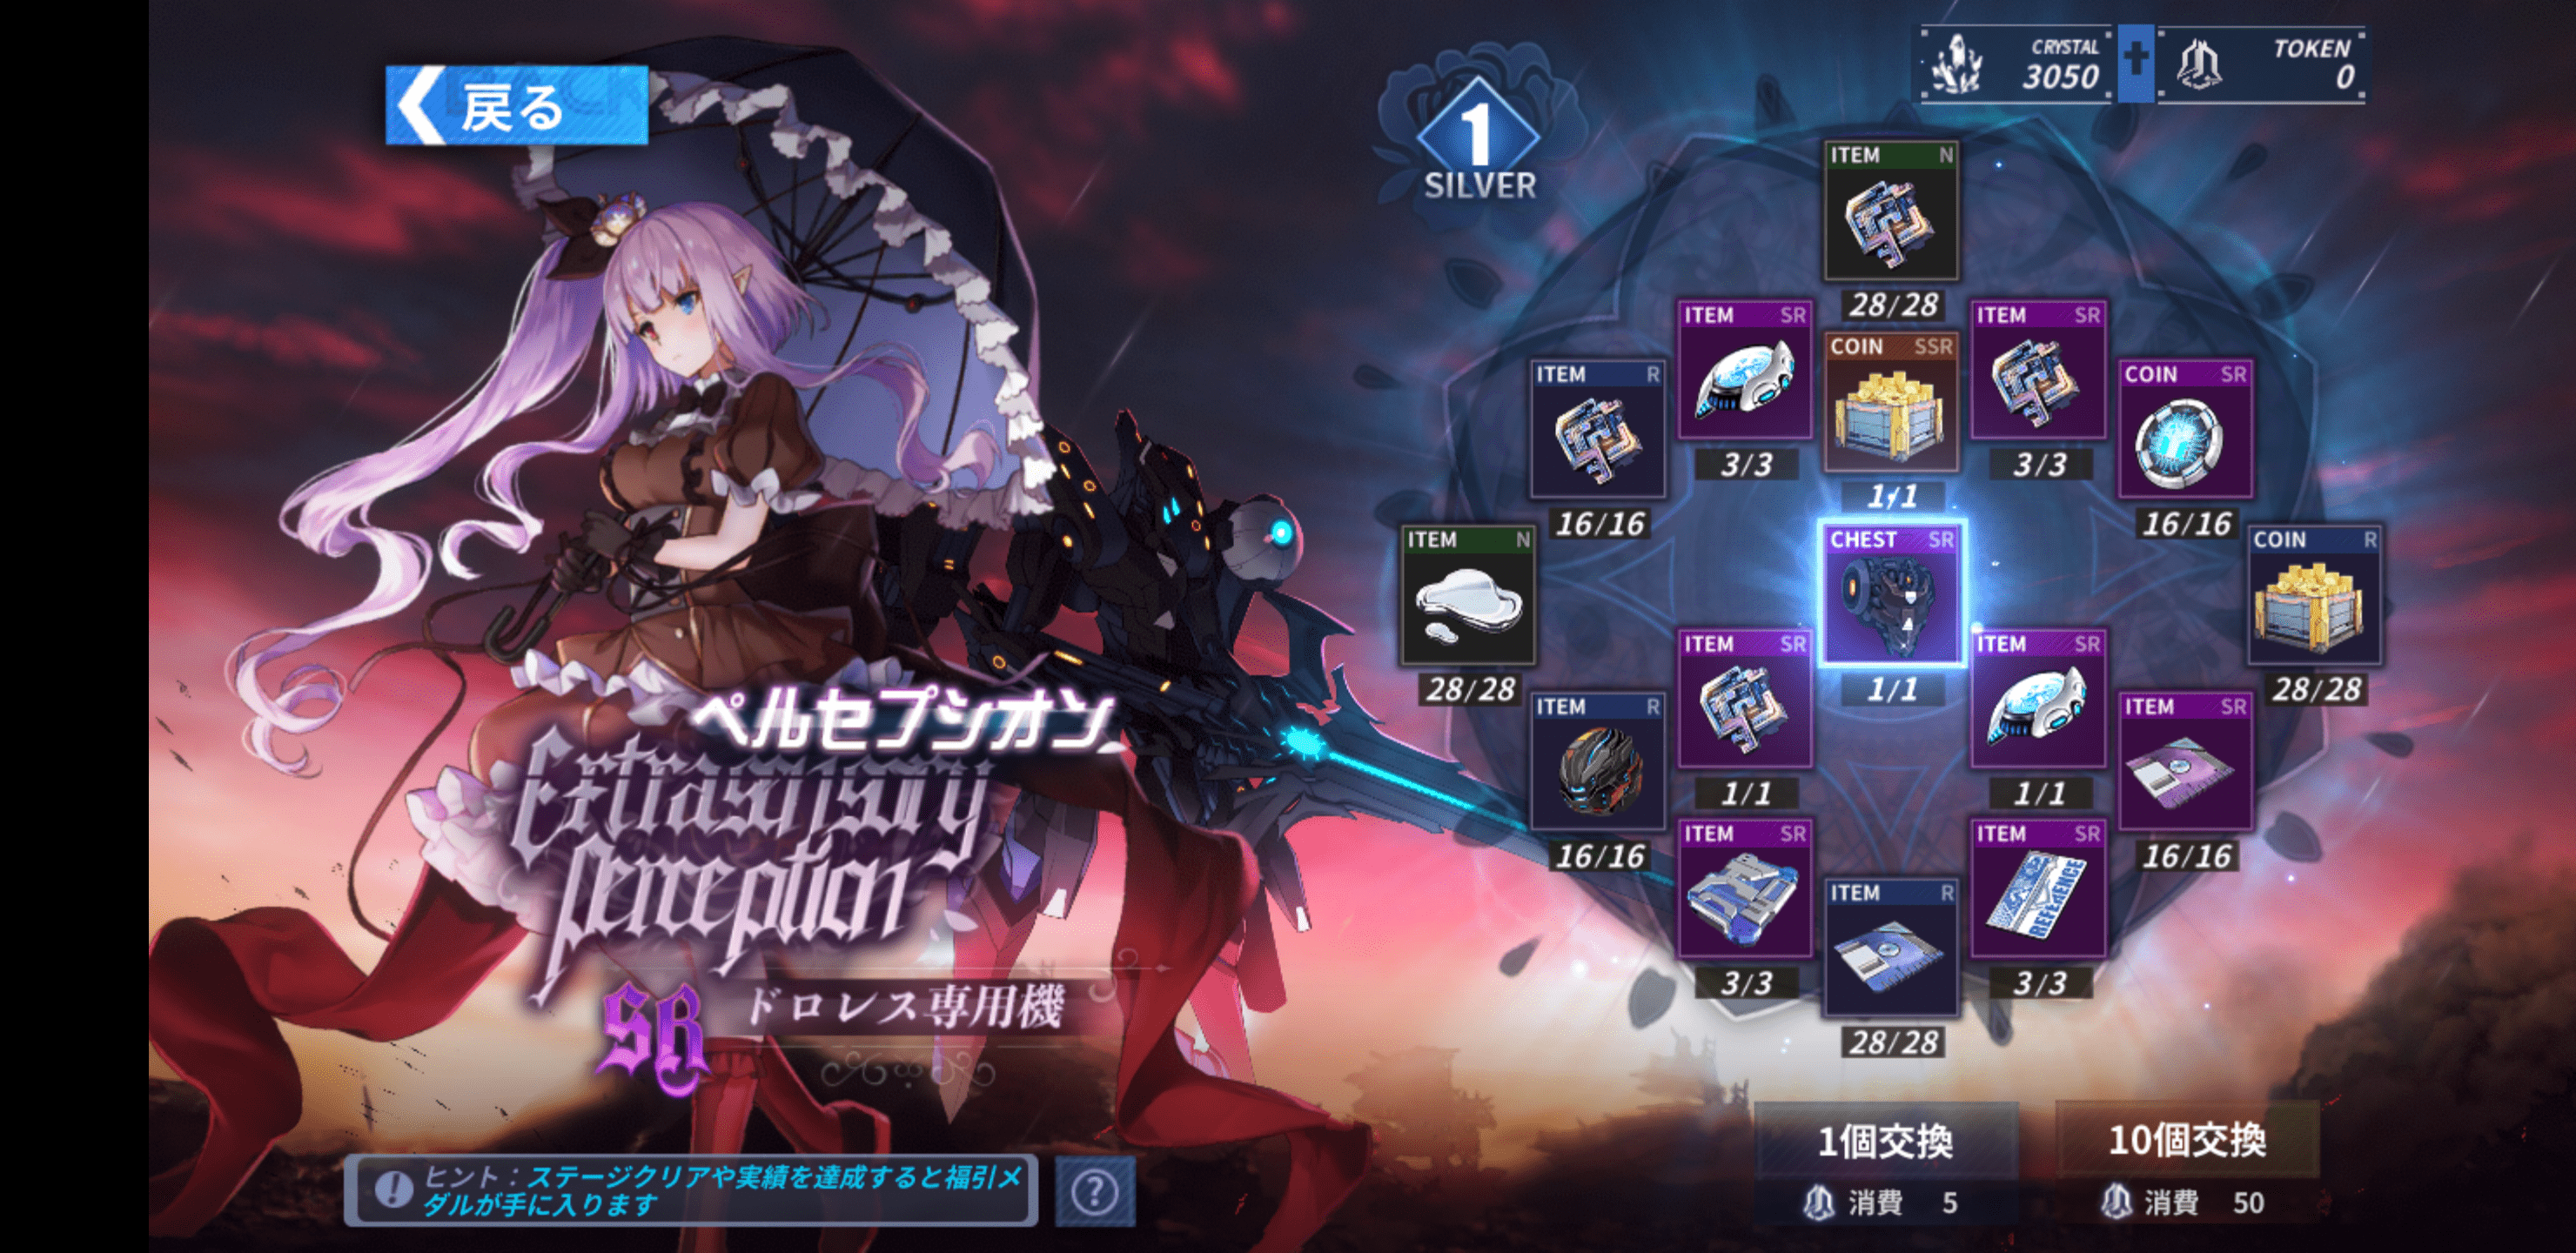 戻る
1
SILVER
CRYSTAL
3050
TOKEN
0
ITEM N
28/28
ITEM SR
3/3
COIN SSR
1/1
ITEM SR
3/3
ITEM R
16/16
COIN SR
16/16
ITEM N
28/28
CHEST SR
1/1
COIN R
28/28
ITEM R
16/16
ITEM SR
1/1
ITEM SR
1/1
ITEM SR
16/16
ITEM SR
3/3
ITEM R
28/28
ITEM SR
REFERENCE
3/3
ペルセプシオン
Extrasensory
Perception
SR
ドロレス専用機
ヒント：ステージクリアや実績を達成すると福引メ
ダルが手に入ります
?
1個交換
消費 5
10個交換
消費 50